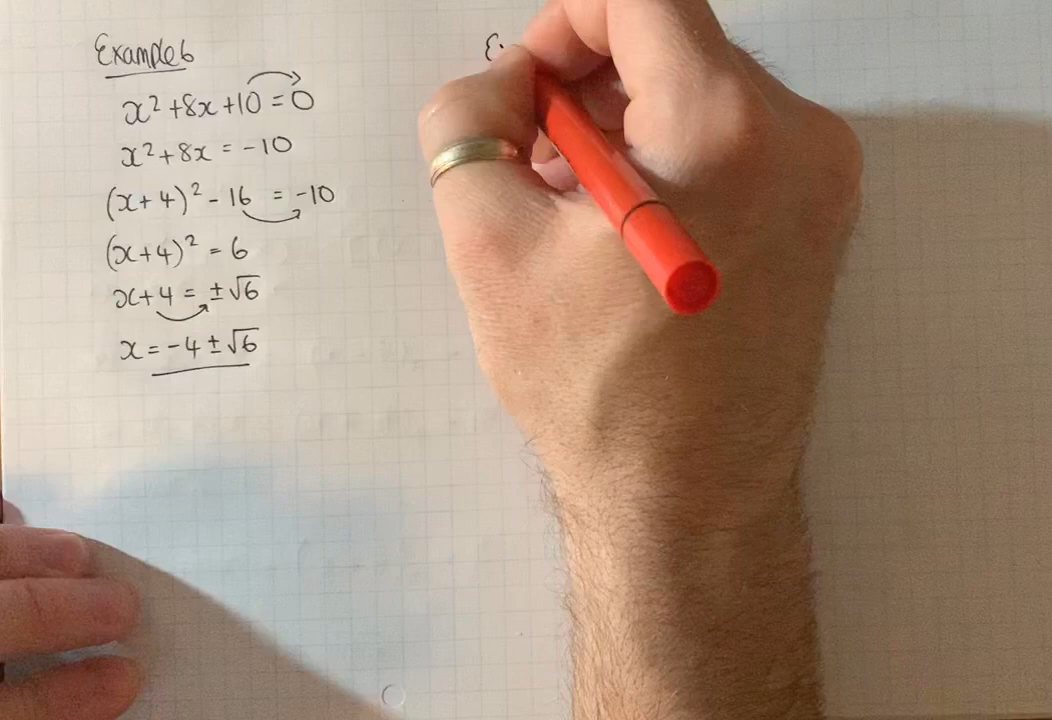 Example 6
x² + 8x + 10 = 0
x² + 8x = -10
(x + 4)² - 16 = -10
(x + 4)² = 6
x + 4 = ±√6
x = -4 ± √6